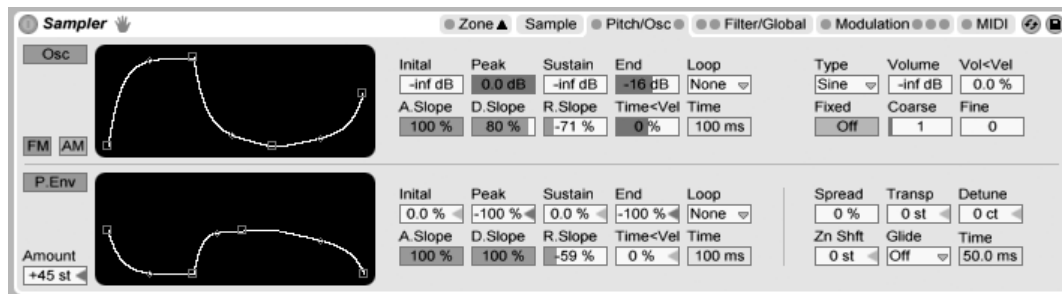 Sampler Zone Sample Pitch/Osc Filter/Global Modulation MIDI
Osc
Inital Peak Sustain End Loop Type Volume Vol<Vel
-inf dB 0.0 dB -inf dB -16 dB None Sine -inf dB 0.0 %
A.Slope D.Slope R.Slope Time<Vel Time Fixed Coarse Fine
100 % 80 % -71 % 0 % 100 ms Off 1 0
FM AM
P.Env
Inital Peak Sustain End Loop Spread Transp Detune
0.0 % -100 % 0.0 % -100 % None 0 % 0 st 0 ct
A.Slope D.Slope R.Slope Time<Vel Time Zn Shft Glide Time
Amount 100 % 100 % -59 % 0 % 100 ms 0 st Off 50.0 ms
+45 st